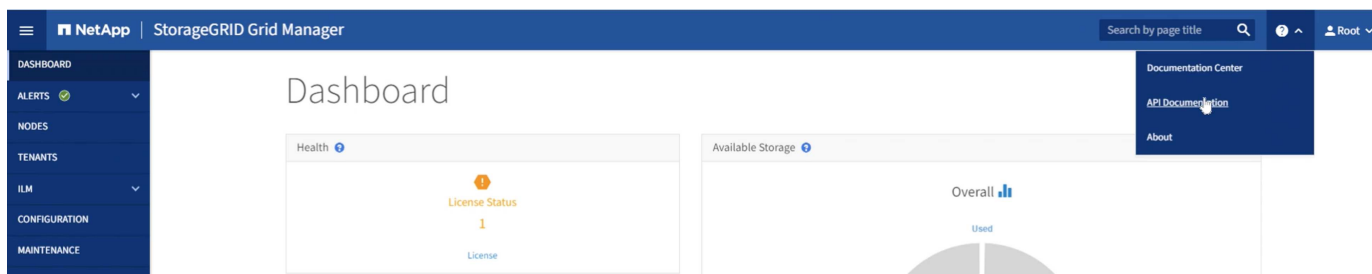 NetApp | StorageGRID Grid Manager
Search by page title
Root
DASHBOARD
ALERTS
NODES
TENANTS
ILM
CONFIGURATION
MAINTENANCE
Dashboard
Health
License Status
1
License
Available Storage
Overall
Used
Documentation Center
API Documentation
About